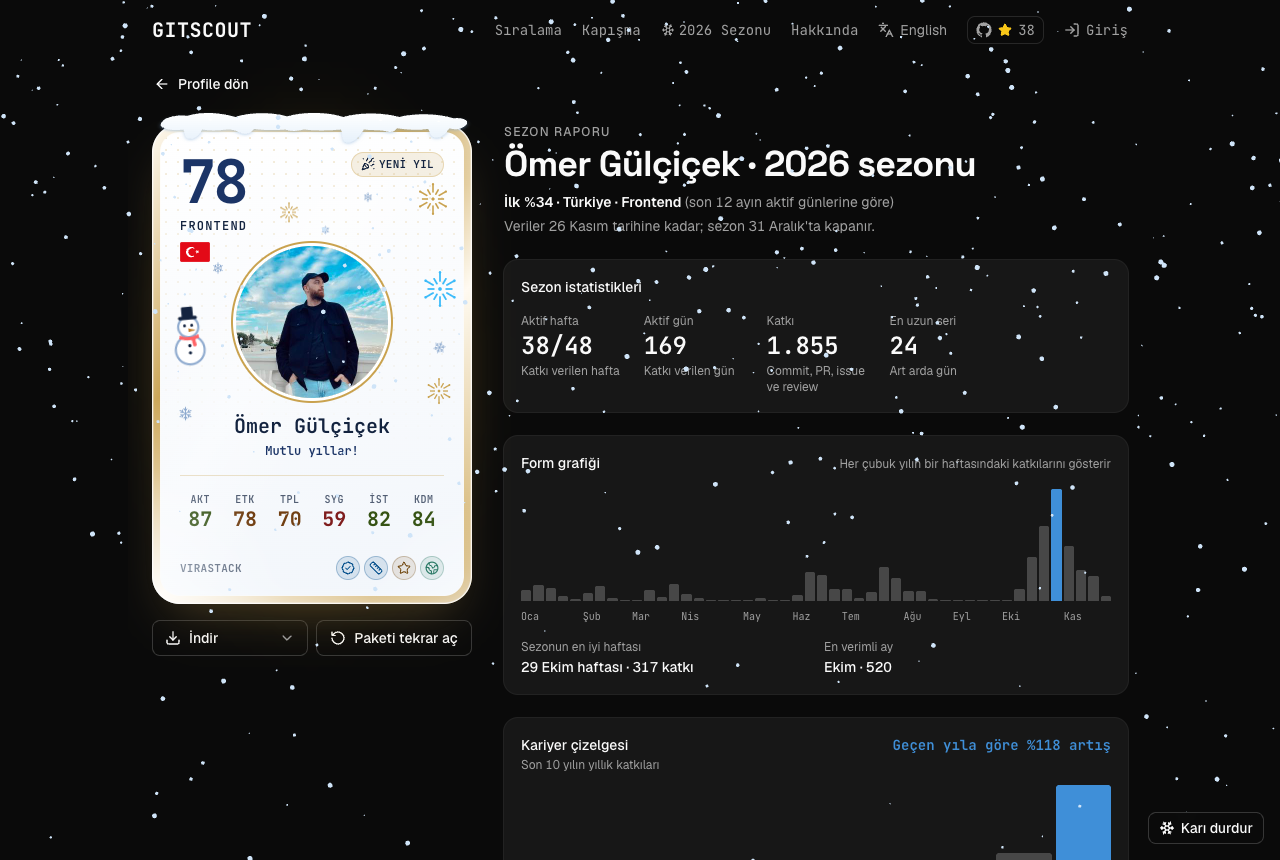 GITSCOUT
Sıralama
Kapışma
2026 Sezonu
Hakkında
English
38
Giriş
Profile dön
78
YENİ YIL
FRONTEND
Ömer Gülçiçek
Mutlu yıllar!
AKT ETK TPL SYG İST KDM
87 78 70 59 82 84
VIRASTACK
İndir
Paketi tekrar aç
SEZON RAPORU
Ömer Gülçiçek · 2026 sezonu
İlk %34 · Türkiye · Frontend (son 12 ayın aktif günlerine göre)
Veriler 26 Kasım tarihine kadar; sezon 31 Aralık'ta kapanır.
Sezon istatistikleri
Aktif hafta
38/48
Katkı verilen hafta
Aktif gün
169
Katkı verilen gün
Katkı
1.855
Commit, PR, issue
ve review
En uzun seri
24
Art arda gün
Form grafiği
Her çubuk yılın bir haftasındaki katkılarını gösterir
Oca Şub Mar Nis May Haz Tem Ağu Eyl Eki Kas
Sezonun en iyi haftası
29 Ekim haftası · 317 katkı
En verimli ay
Ekim · 520
Kariyer çizelgesi
Geçen yıla göre %118 artış
Son 10 yılın yıllık katkıları
Karı durdur